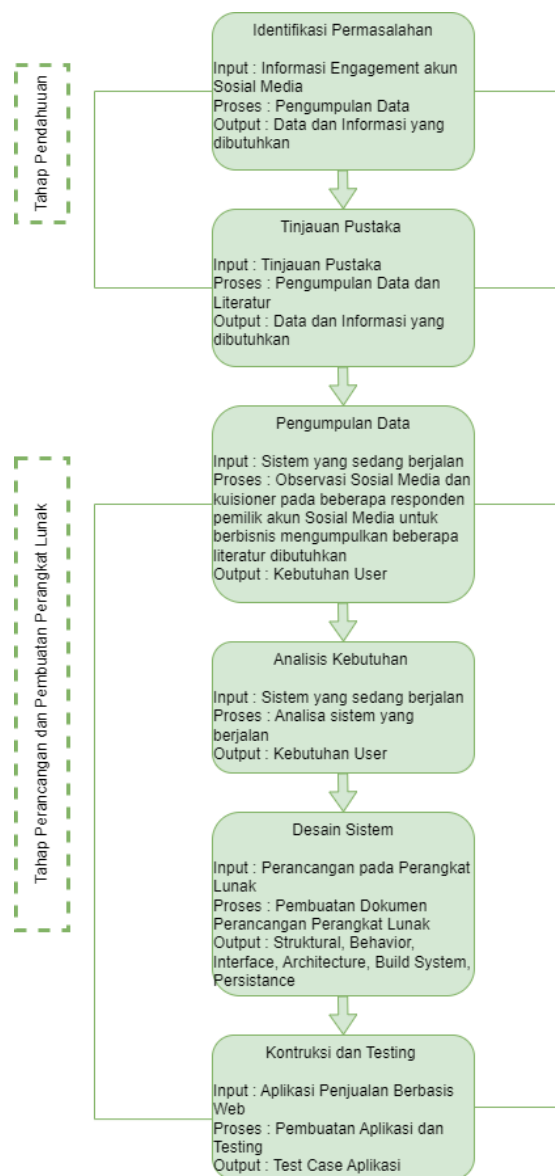 Identifikasi Permasalahan
Input : Informasi Engagement akun
Sosial Media
Proses : Pengumpulan Data
Output : Data dan Informasi yang
dibutuhkan
Tahap Pendahuuan
Tinjauan Pustaka
Input : Tinjauan Pustaka
Proses : Pengumpulan Data dan
Literatur
Output : Data dan Informasi yang
dibutuhkan
Pengumpulan Data
Input : Sistem yang sedang berjalan
Proses : Observasi Sosial Media dan
kuisioner pada beberapa responden
pemilik akun Sosial Media untuk
berbisnis mengumpulkan beberapa
literatur dibutuhkan
Output : Kebutuhan User
Tahap Perancangan dan Pembuatan Perangkat Lunak
Analisis Kebutuhan
Input : Sistem yang sedang berjalan
Proses : Analisa sistem yang
berjalan
Output : Kebutuhan User
Desain Sistem
Input : Perancangan pada Perangkat
Lunak
Proses : Pembuatan Dokumen
Perancangan Perangkat Lunak
Output : Struktural, Behavior,
Interface, Architecture, Build System,
Persistance
Kontruksi dan Testing
Input : Aplikasi Penjualan Berbasis
Web
Proses : Pembuatan Aplikasi dan
Testing
Output : Test Case Aplikasi